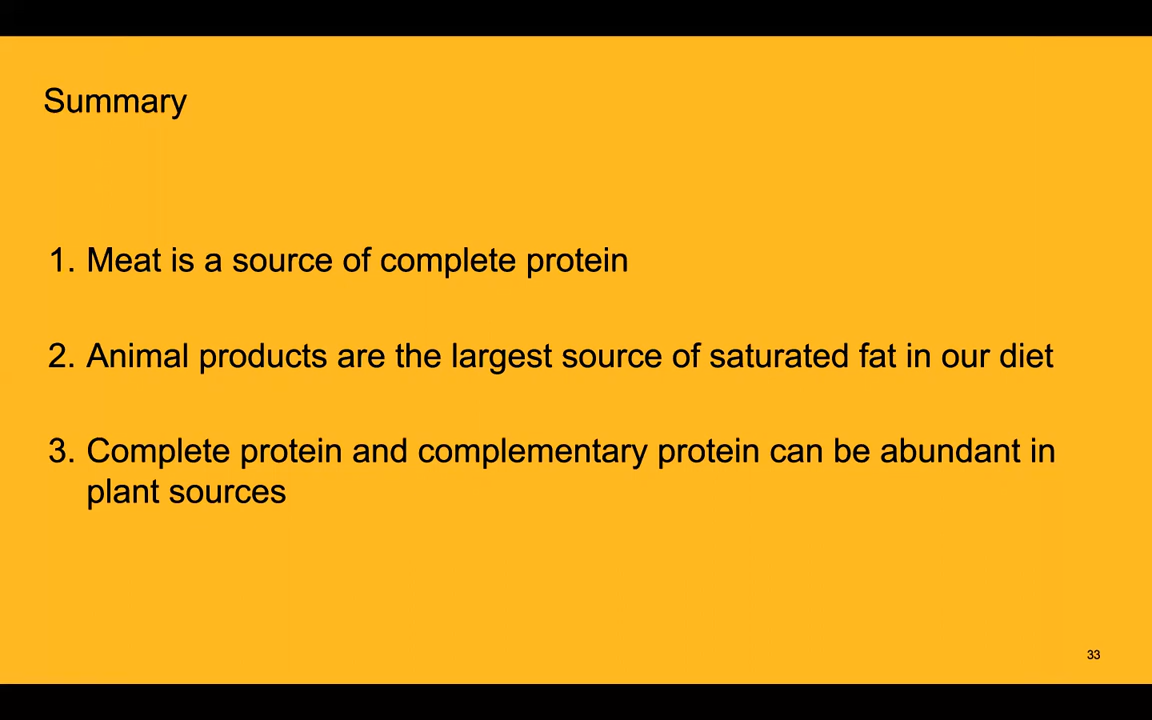 Summary
1. Meat is a source of complete protein
2. Animal products are the largest source of saturated fat in our diet
3. Complete protein and complementary protein can be abundant in
plant sources
33